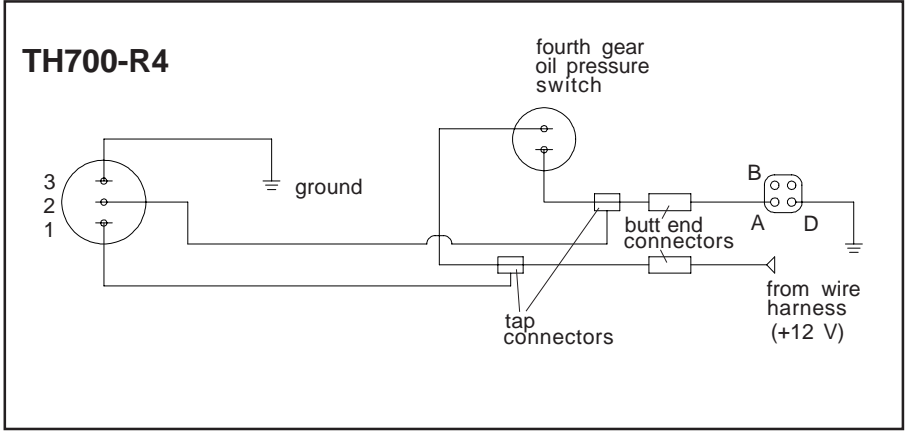 TH700-R4
fourth gear
oil pressure
switch
3
2
1
ground
B
A
D
butt end
connectors
tap
connectors
from wire
harness
(+12 V)